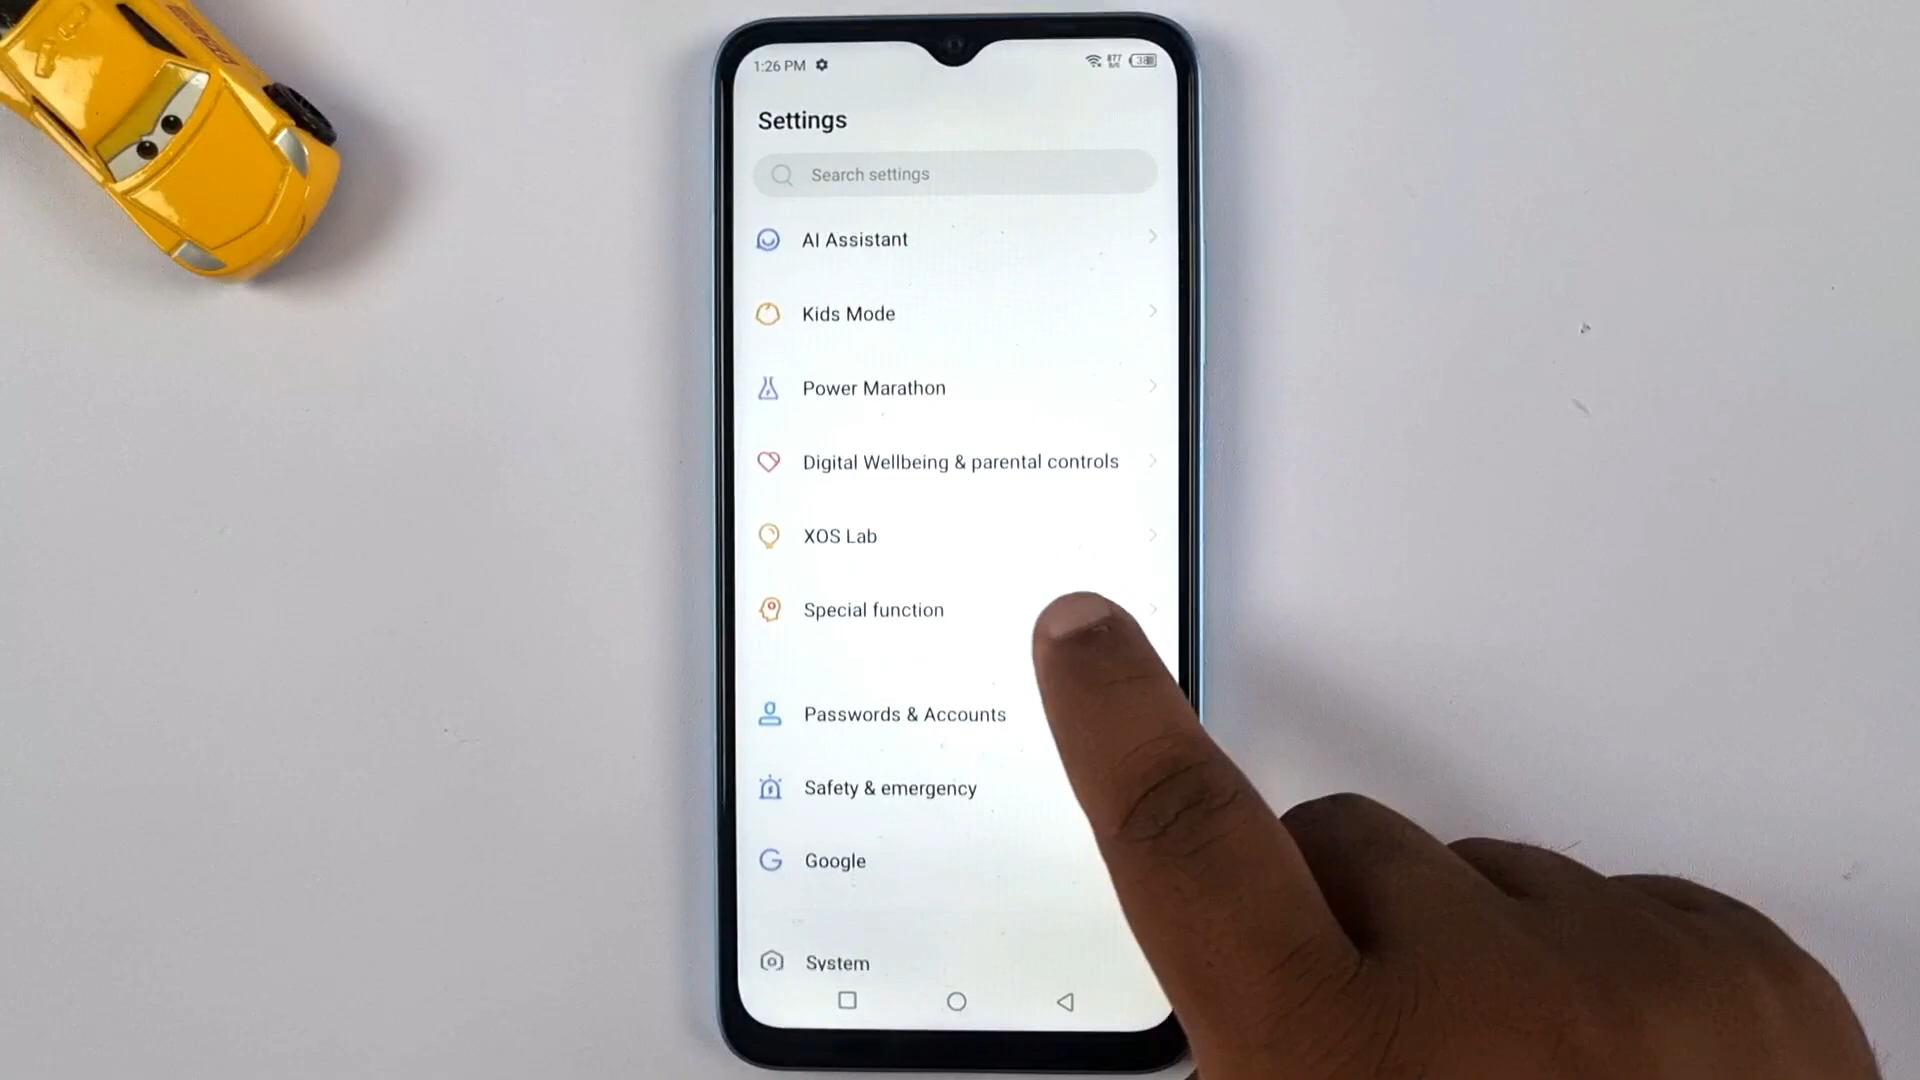 1:26 PM
Settings
Search settings
AI Assistant
Kids Mode
Power Marathon
Digital Wellbeing & parental controls
XOS Lab
Special function
Passwords & Accounts
Safety & emergency
Google
System